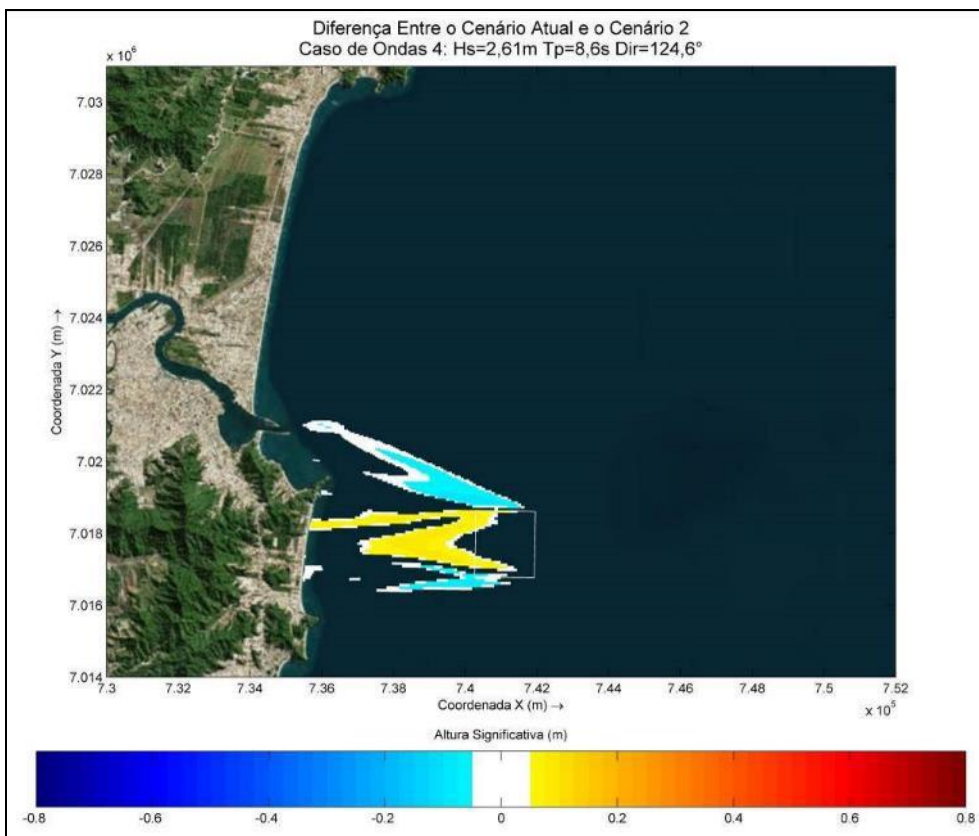 Diferença Entre o Cenário Atual e o Cenário 2
Caso de Ondas 4: Hs=2,61m Tp=8,6s Dir=124,6°
x 10⁶
7.03
7.028
7.026
7.024
7.022
7.02
7.018
7.016
7.014
Coordenada Y (m) →
7.3 7.32 7.34 7.36 7.38 7.4 7.42 7.44 7.46 7.48 7.5 7.52
Coordenada X (m) →
x 10⁵
Altura Significativa (m)
-0.8 -0.6 -0.4 -0.2 0 0.2 0.4 0.6 0.8